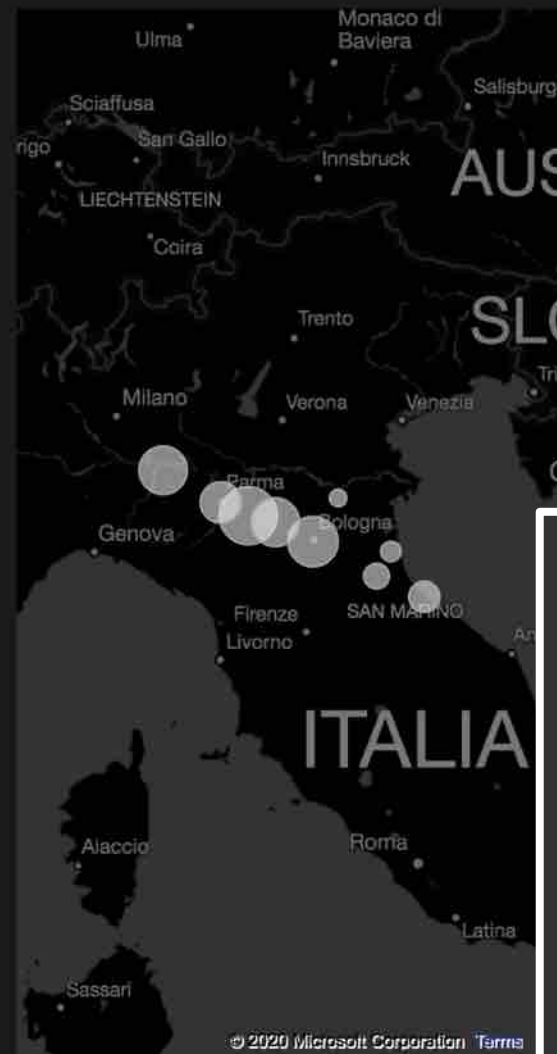 Monaco di
Baviera
Ulma
Salisburg
Sciaffusa
rigo
San Gallo
Innsbruck
AUS
LIECHTENSTEIN
Coira
Trento
SLO
Tri
Milano
Verona
Venezia
Parma
Bologna
Genova
SAN MARINO
Firenze
Livorno
An
ITALIA
Aiaccio
Roma
Latina
Sassari
© 2020 Microsoft Corporation Terms